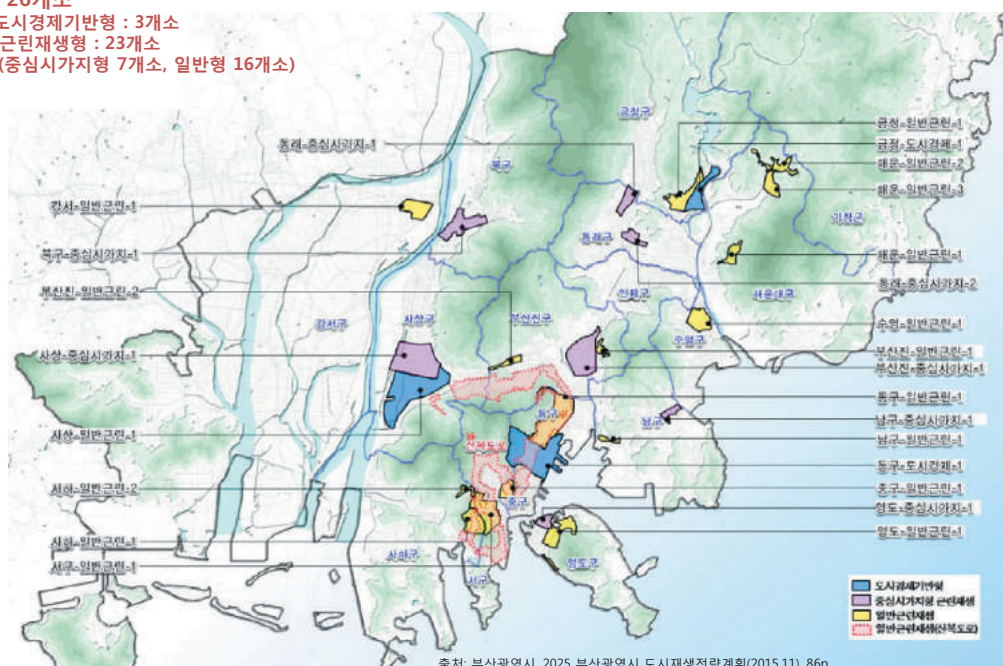 26개소
도시경제기반형 : 3개소
근린재생형 : 23개소
(중심시가지형 7개소, 일반형 16개소)
금정구
금정-일반근린-1
동래-중심시가지-1
금정-도시경제-1
북구
해운-일반근린-2
해운-일반근린-3
강서-일반근린-1
기장군
동래구
북구-중심시가지-1
해운-일반근린-1
연제구
동래-중심시가지-2
부산진-일반근린-2
해운대구
강서구
사상구
부산진구
수영-일반근린-1
수영구
사상-중심시가지-1
부산진-일반근린-1
부산진-중심시가지-1
동구-일반근린-1
동구
남구
남구-중심시가지-1
사상-일반근린-1
산복도로
남구-일반근린-1
동구-도시경제-1
사하-일반근린-2
중구-일반근린-1
중구
영도-중심시가지-1
영도-일반근린-1
사하-일반근린-1
사하구
서구-일반근린-1
서구
영도구
도시경제기반형
중심시가지형 근린재생
일반근린재생
일반근린재생(산복도로)
출처: 부산광역시, 2025 부산광역시 도시재생전략계획(2015.11), 86p